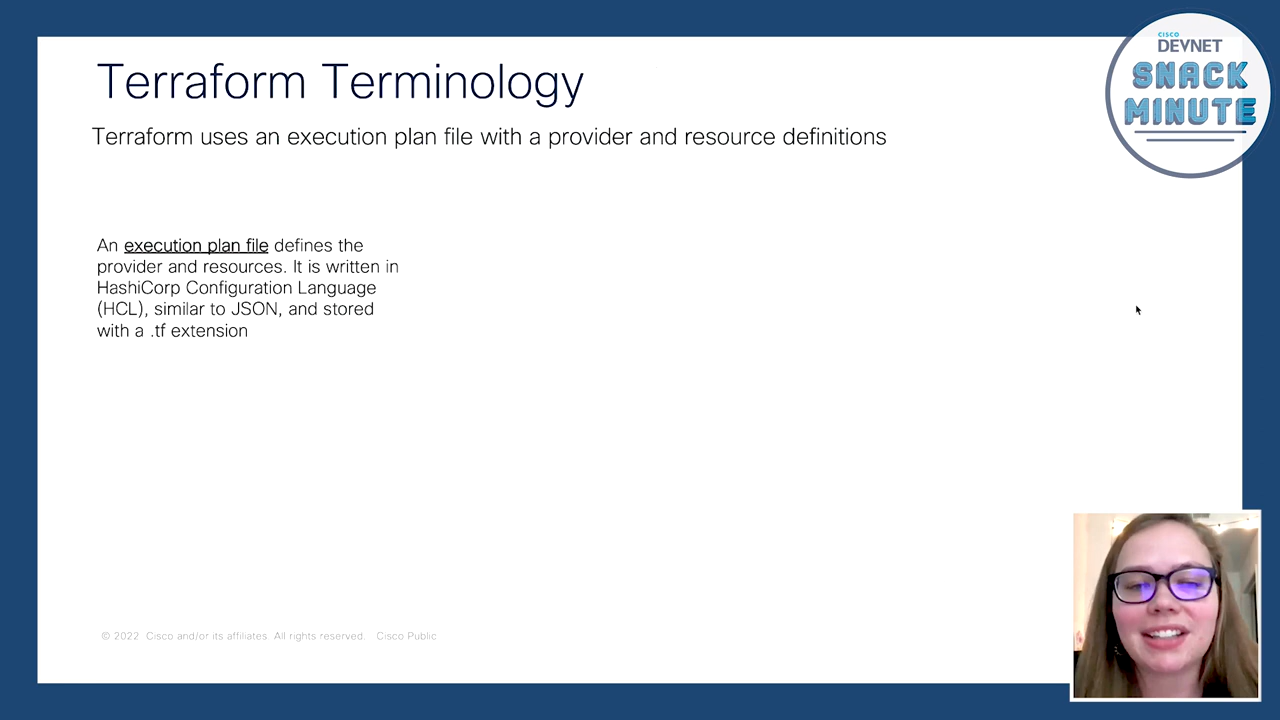 Terraform Terminology
Terraform uses an execution plan file with a provider and resource definitions
An execution plan file defines the
provider and resources. It is written in
HashiCorp Configuration Language
(HCL), similar to JSON, and stored
with a .tf extension
© 2022 Cisco and/or its affiliates. All rights reserved. Cisco Public
CISCO
DEVNET
SNACK
MINUTE